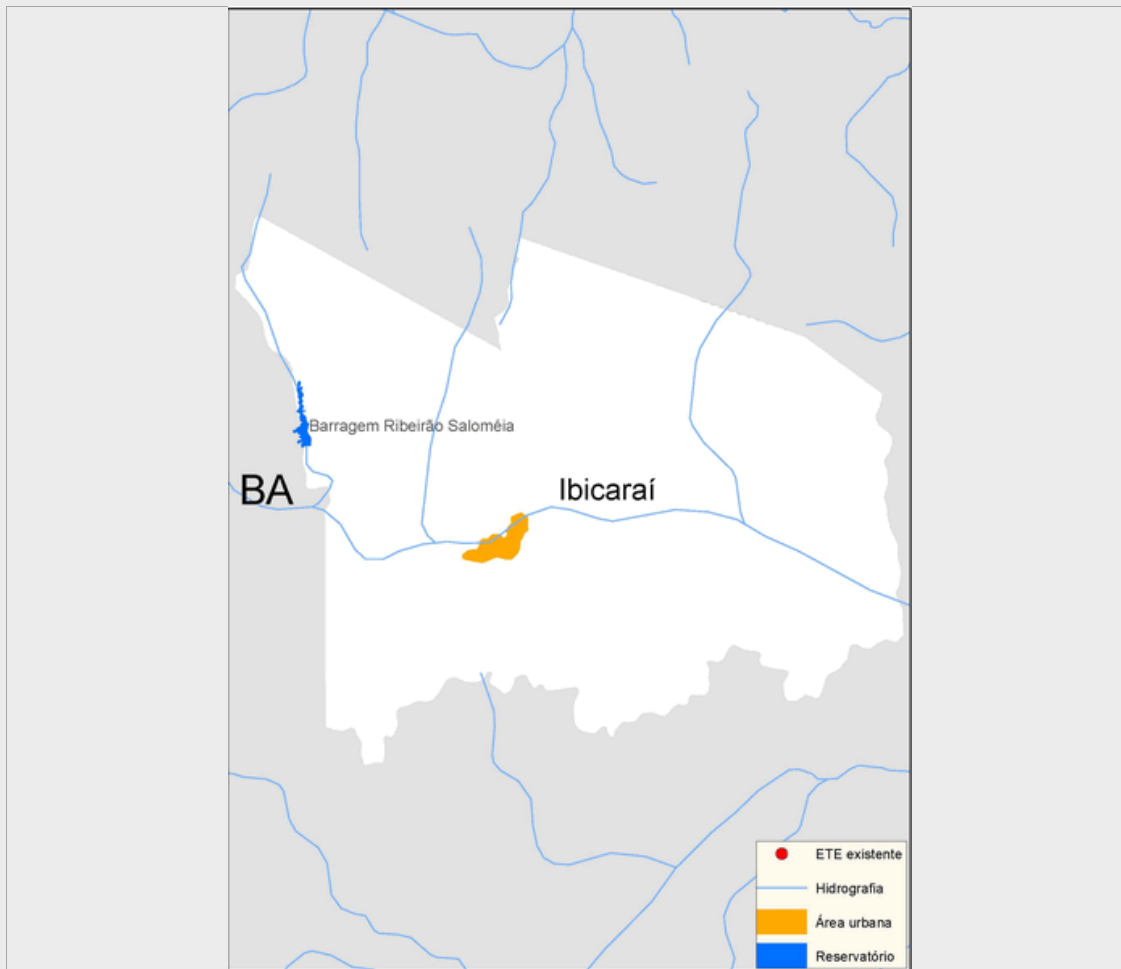 Barragem Ribeirão Saloméia
BA
Ibicaraí
ETE existente
Hidrografia
Área urbana
Reservatório